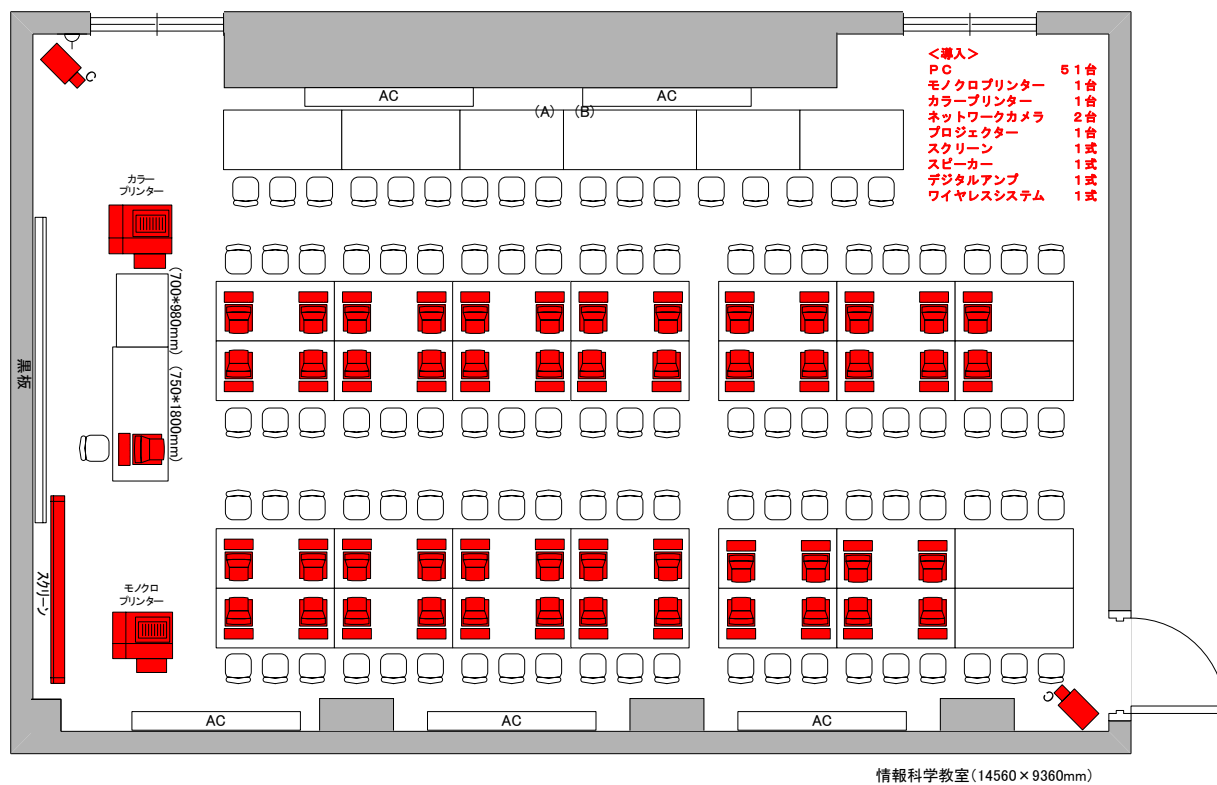 <導入>
PC 51台
モノクロプリンター 1台
カラープリンター 1台
ネットワークカメラ 2台
プロジェクター 1台
スクリーン 1式
スピーカー 1式
デジタルアンプ 1式
ワイヤレスシステム 1式
AC
AC
(A)
(B)
カラー
プリンター
(700*980mm)
(750*1800mm)
黒板
スクリーン
モノクロ
プリンター
AC
AC
AC
情報科学教室(14560×9360mm)